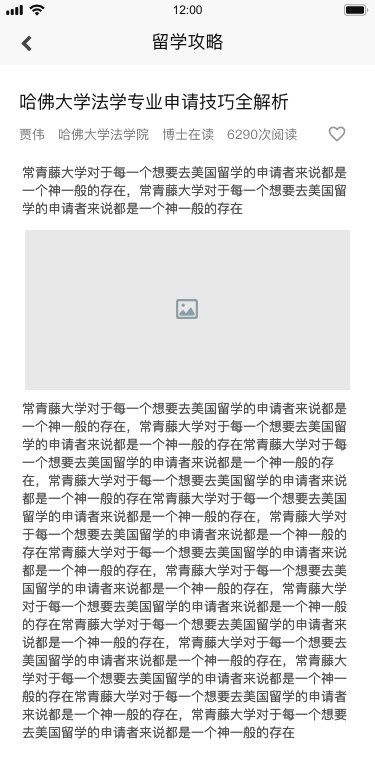 12:00
留学攻略
哈佛大学法学专业申请技巧全解析
贾伟 哈佛大学法学院 博士在读 6290次阅读
常青藤大学对于每一个想要去美国留学的申请者来说都是
一个神一般的存在，常青藤大学对于每一个想要去美国留
学的申请者来说都是一个神一般的存在
常青藤大学对于每一个想要去美国留学的申请者来说都是
一个神一般的存在，常青藤大学对于每一个想要去美国留
学的申请者来说都是一个神一般的存在常青藤大学对于每
一个想要去美国留学的申请者来说都是一个神一般的存
在，常青藤大学对于每一个想要去美国留学的申请者来说
都是一个神一般的存在常青藤大学对于每一个想要去美国
留学的申请者来说都是一个神一般的存在，常青藤大学对
于每一个想要去美国留学的申请者来说都是一个神一般的
存在常青藤大学对于每一个想要去美国留学的申请者来说
都是一个神一般的存在，常青藤大学对于每一个想要去美
国留学的申请者来说都是一个神一般的存在，常青藤大学
对于每一个想要去美国留学的申请者来说都是一个神一般
的存在常青藤大学对于每一个想要去美国留学的申请者来
说都是一个神一般的存在，常青藤大学对于每一个想要去
美国留学的申请者来说都是一个神一般的存在，常青藤大
学对于每一个想要去美国留学的申请者来说都是一个神一
般的存在常青藤大学对于每一个想要去美国留学的申请者
来说都是一个神一般的存在，常青藤大学对于每一个想要
去美国留学的申请者来说都是一个神一般的存在